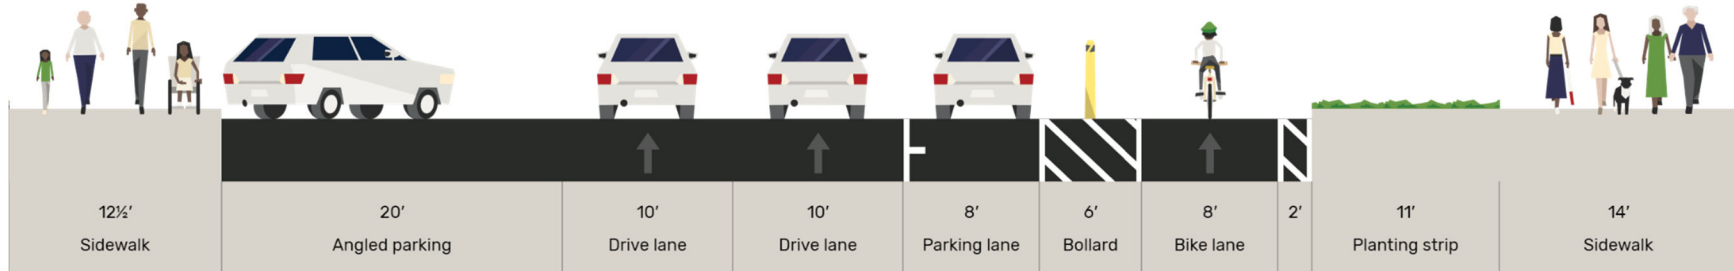 12½′
Sidewalk
20′
Angled parking
10′
Drive lane
10′
Drive lane
8′
Parking lane
6′
Bollard
8′
Bike lane
2′
11′
Planting strip
14′
Sidewalk